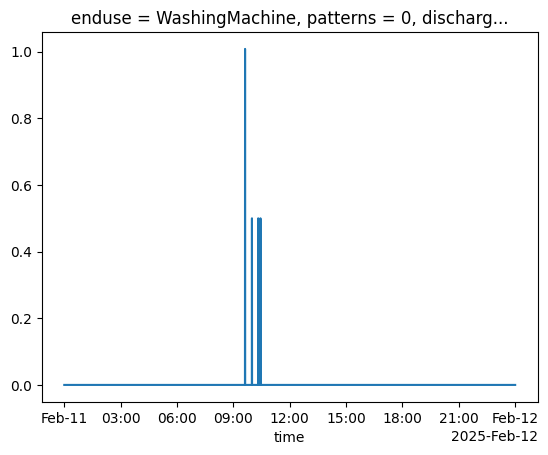 enduse = WashingMachine, patterns = 0, discharg...
1.0
0.8
0.6
0.4
0.2
0.0
Feb-11 03:00 06:00 09:00 12:00 15:00 18:00 21:00 Feb-12
2025-Feb-12
time